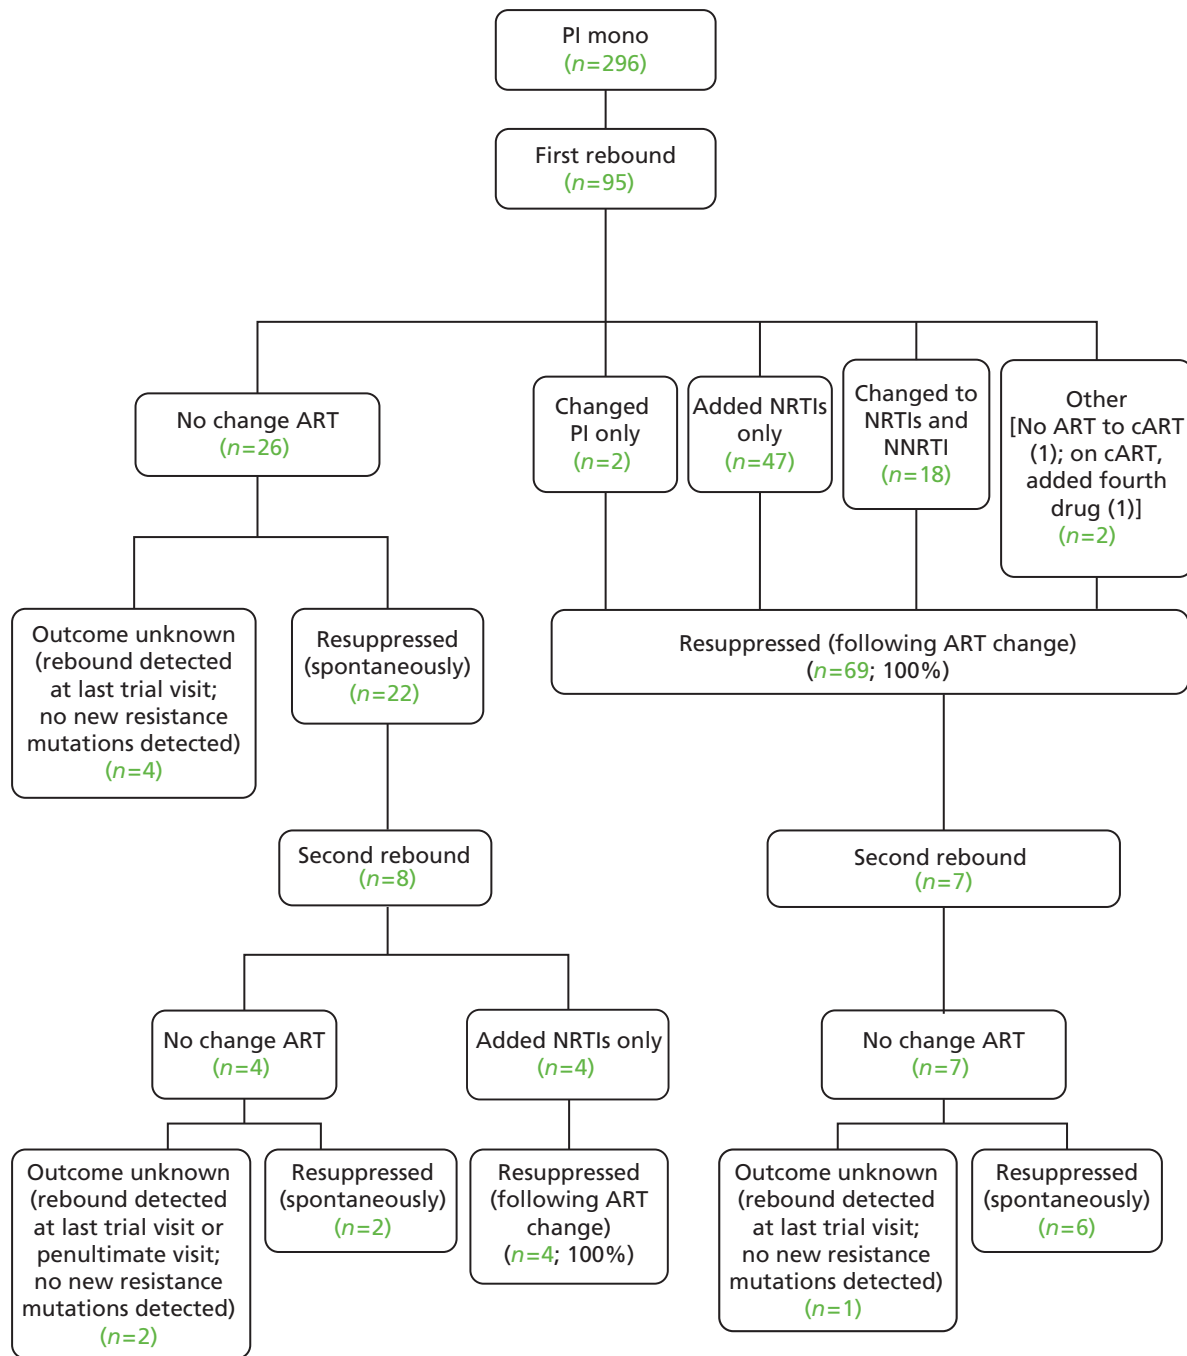 PI mono
(n=296)
First rebound
(n=95)
No change ART
(n=26)
Changed
PI only
(n=2)
Added NRTIs
only
(n=47)
Changed to
NRTIs and
NNRTI
(n=18)
Other
[No ART to cART
(1); on cART,
added fourth
drug (1)]
(n=2)
Outcome unknown
(rebound detected
at last trial visit;
no new resistance
mutations detected)
(n=4)
Resuppressed
(spontaneously)
(n=22)
Resuppressed (following ART change)
(n=69; 100%)
Second rebound
(n=8)
Second rebound
(n=7)
No change ART
(n=4)
Added NRTIs only
(n=4)
No change ART
(n=7)
Outcome unknown
(rebound detected
at last trial visit or
penultimate visit;
no new resistance
mutations detected)
(n=2)
Resuppressed
(spontaneously)
(n=2)
Resuppressed
(following ART
change)
(n=4; 100%)
Outcome unknown
(rebound detected
at last trial visit;
no new resistance
mutations detected)
(n=1)
Resuppressed
(spontaneously)
(n=6)